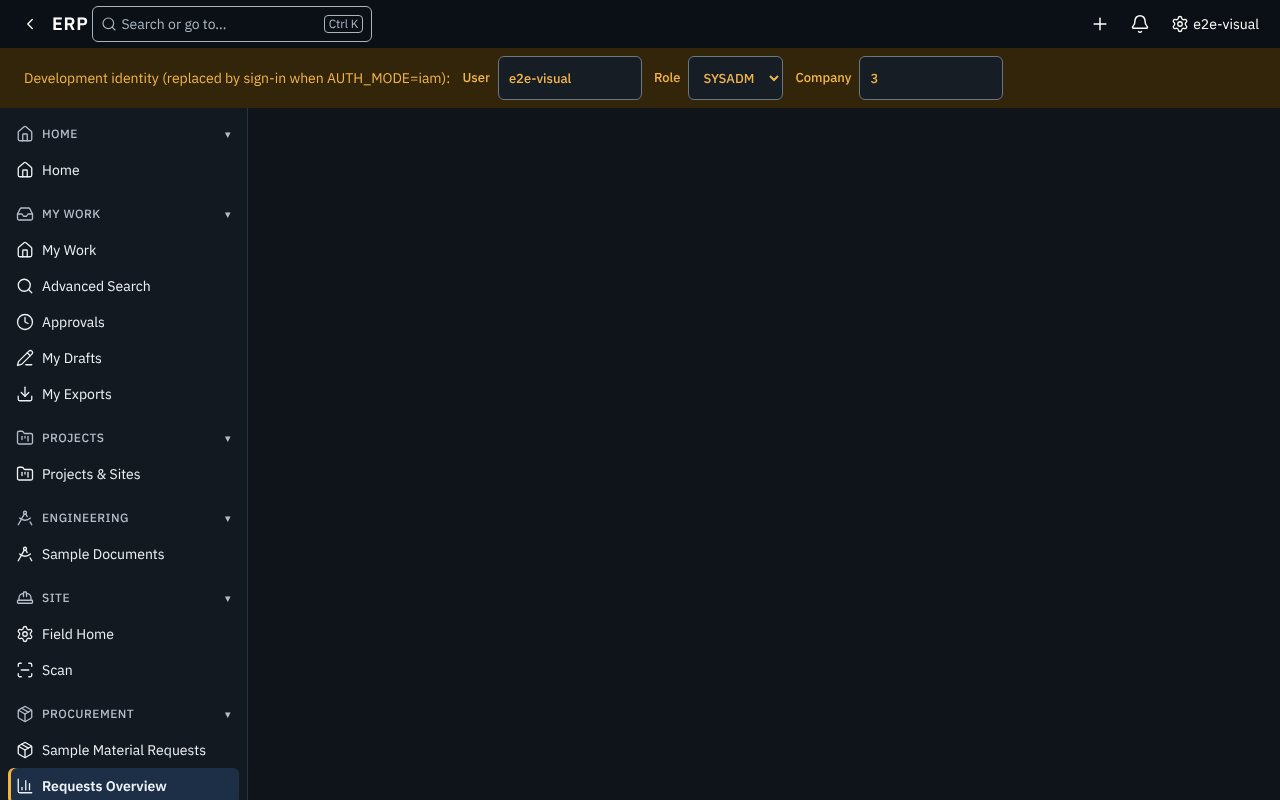 ERP
Search or go to...
Ctrl K
e2e-visual
Development identity (replaced by sign-in when AUTH_MODE=iam):
User
e2e-visual
Role
SYSADM
Company
3
HOME
Home
MY WORK
My Work
Advanced Search
Approvals
My Drafts
My Exports
PROJECTS
Projects & Sites
ENGINEERING
Sample Documents
SITE
Field Home
Scan
PROCUREMENT
Sample Material Requests
Requests Overview